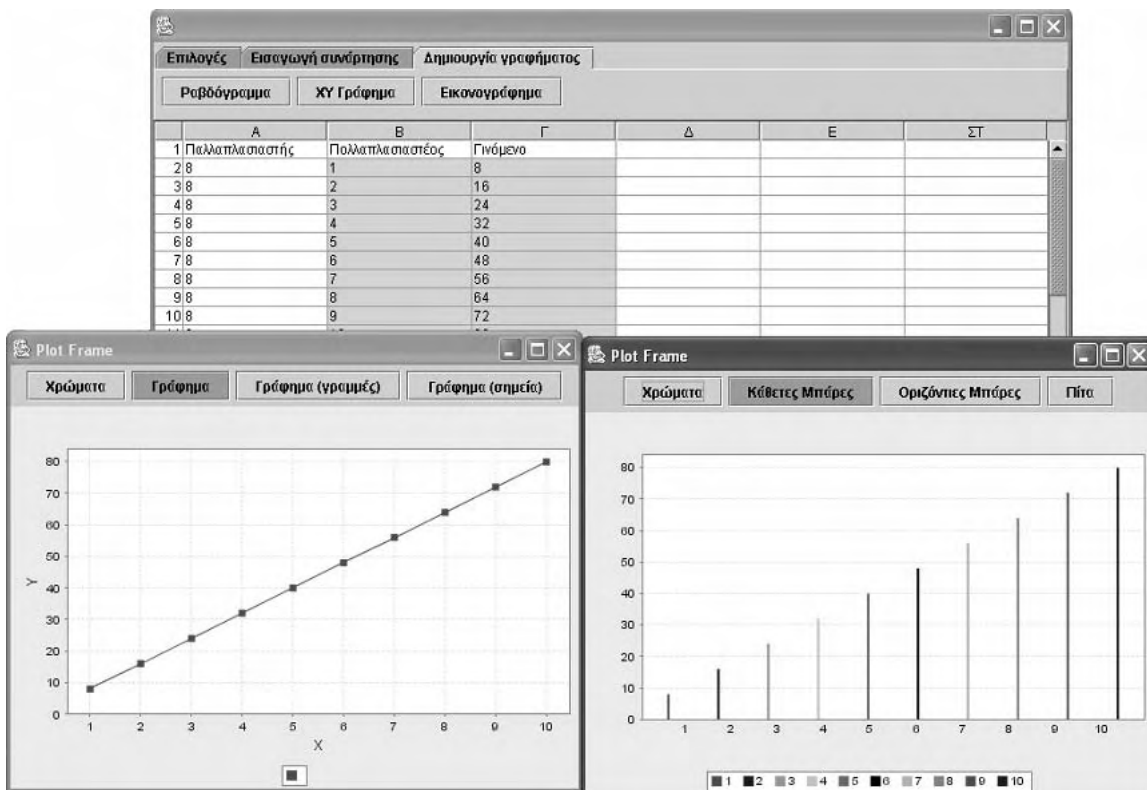 Επιλογές Εισαγωγή συνάρτησης Δημιουργία γραφήματος
Ραβδόγραμμα XY Γράφημα Εικονογράφημα
Α Β Γ Δ Ε ΣΤ
1 Παλλαπλασιαστής Πολλαπλασιαστέος Γινόμενο
2 8 1 8
3 8 2 16
4 8 3 24
5 8 4 32
6 8 5 40
7 8 6 48
8 8 7 56
9 8 8 64
10 8 9 72
Plot Frame
Χρώματα Γράφημα Γράφημα (γραμμές) Γράφημα (σημεία)
80
70
60
50
40
30
20
10
0
Y
1 2 3 4 5 6 7 8 9 10
X
Plot Frame
Χρώματα Κάθετες Μπάρες Οριζόντιες Μπάρες Πίτα
80
70
60
50
40
30
20
10
0
1 2 3 4 5 6 7 8 9 10
1 2 3 4 5 6 7 8 9 10